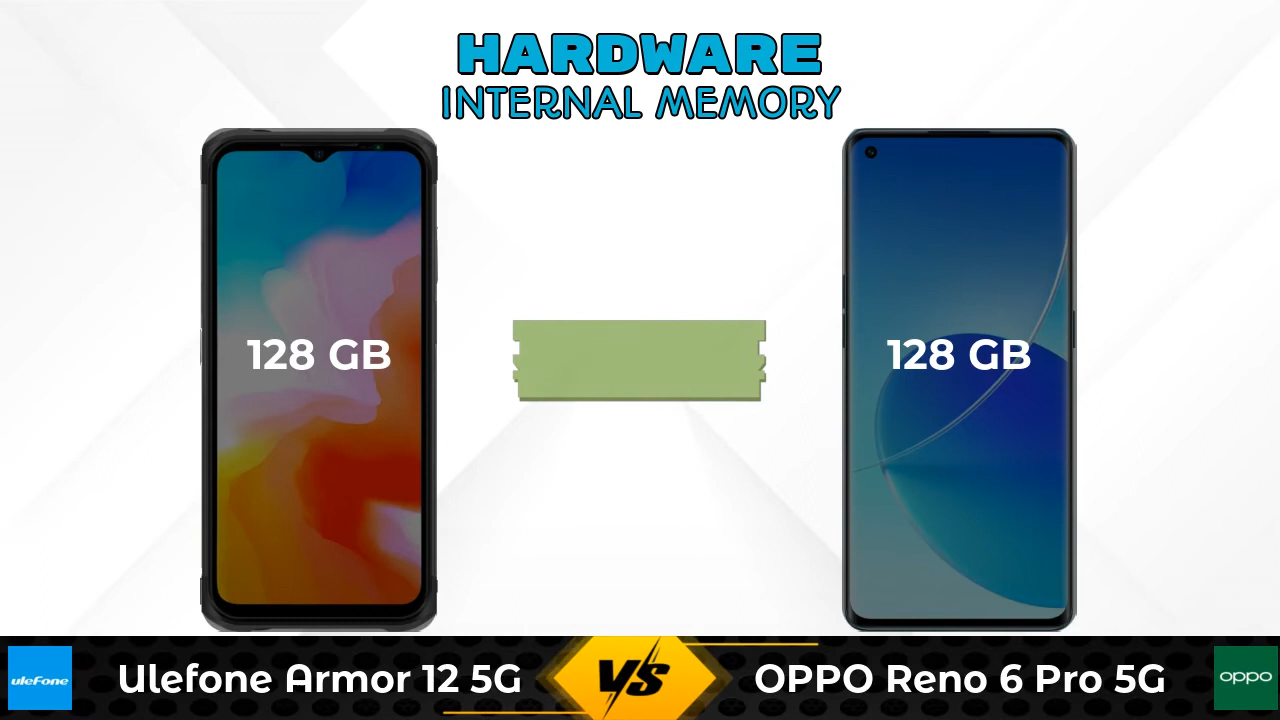 HARDWARE
INTERNAL MEMORY
128 GB
128 GB
ulefone
Ulefone Armor 12 5G
VS
OPPO Reno 6 Pro 5G
oppo